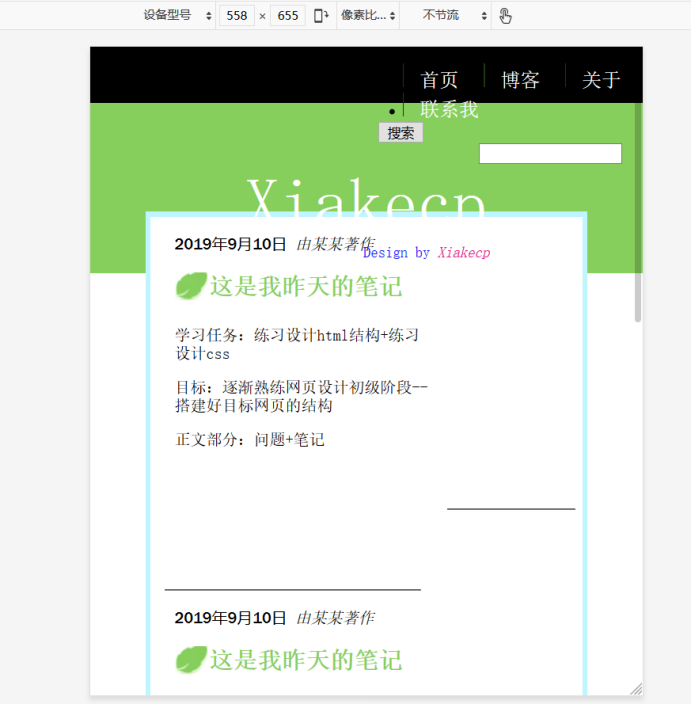 设备型号 558 × 655 像素比... 不节流
首页 博客 关于
联系我
搜索
Xiakecp
2019年9月10日 由某某著作
Design by Xiakecp
这是我昨天的笔记
学习任务：练习设计html结构+练习
设计css
目标：逐渐熟练网页设计初级阶段--
搭建好目标网页的结构
正文部分：问题+笔记
2019年9月10日 由某某著作
这是我昨天的笔记